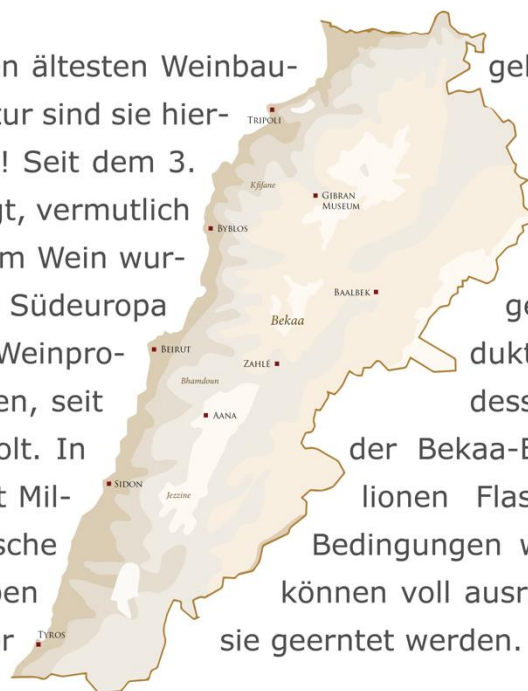 n ältesten Weinbau- gel
tur sind sie hier-
! Seit dem 3.
gt, vermutlich
m Wein wur-
Südeuropa ge
Weinpro- dukt
en, seit dess
olt. In der Bekaa-E
t Mil- lionen Flas
sche Bedingungen w
ben können voll ausr
r sie geerntet werden.
TRIPOLI
Kfifane
GIBRAN
MUSEUM
BYBLOS
BAALBEK
Bekaa
BEIRUT
ZAHLÉ
Bhamdoun
AANA
SIDON
Jezzine
TYROS